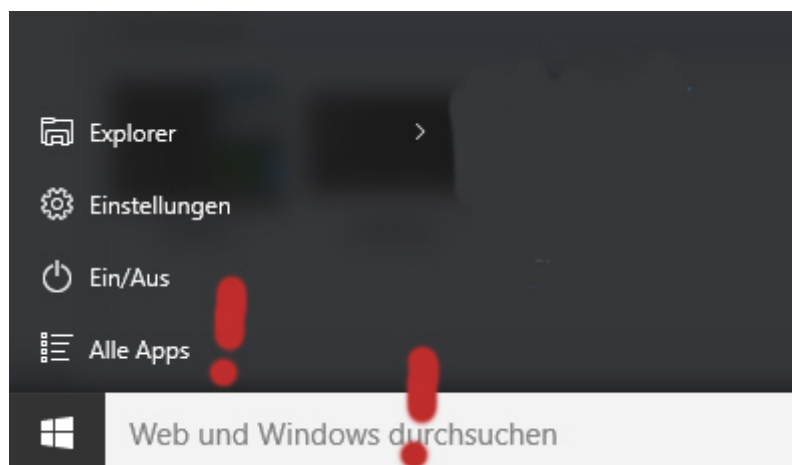 Explorer
Einstellungen
Ein/Aus
Alle Apps
Web und Windows durchsuchen